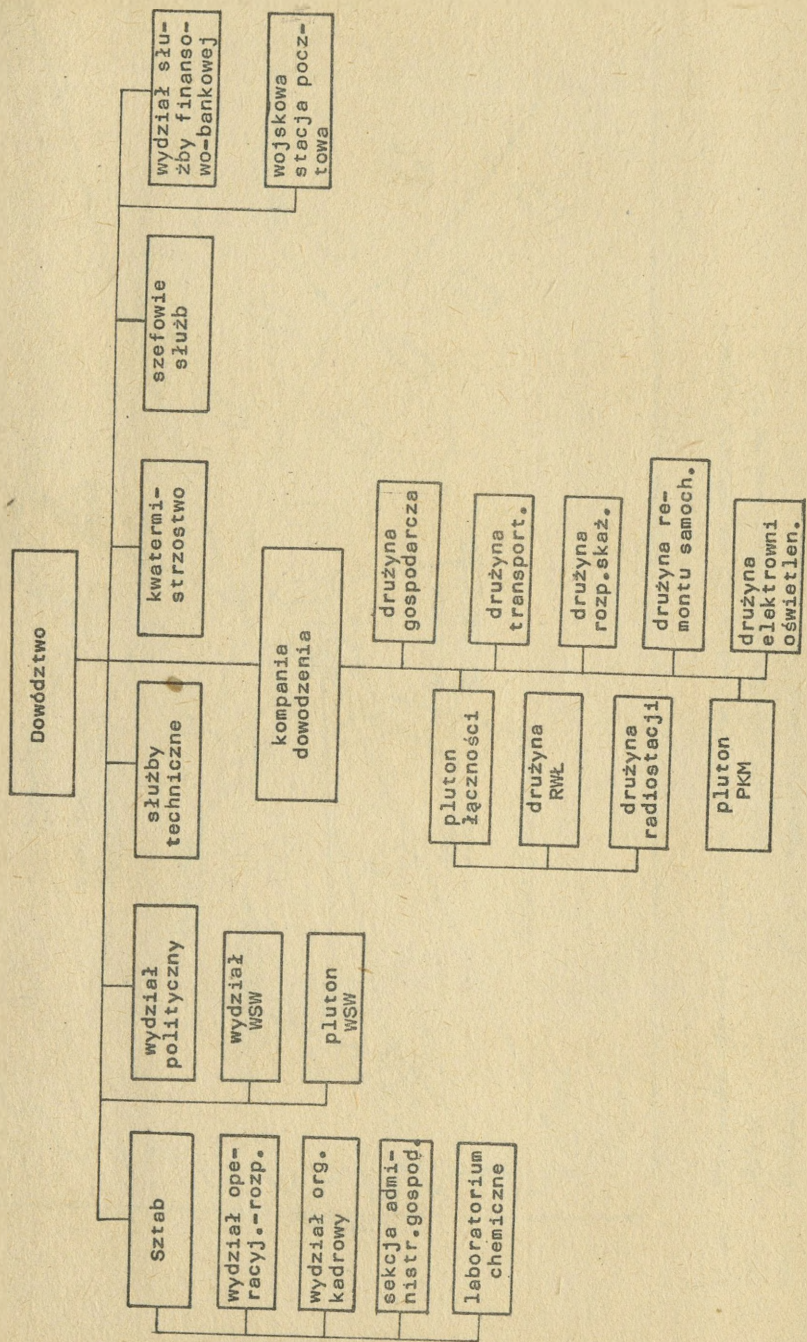 Dowództwo
Sztab
wydział ope-
racyj.-rozp.
wydział org.
kadrowy
sekcja admi-
nistr.gospod.
laboratorium
chemiczne
wydział
polityczny
wydział
WSW
pluton
WSW
służby
techniczne
kwatermi-
strzostwo
szefowie
służb
wydział słu-
żby finanso-
wo-bankowej
wojskowa
stacja pocz-
towa
kompania
dowodzenia
pluton
łączności
drużyna
RWŁ
drużyna
radiostacji
pluton
PKM
drużyna
gospodarcza
drużyna
transport.
drużyna
rozp.skaż.
drużyna re-
montu samoch.
drużyna
elektrowni
oświetlen.